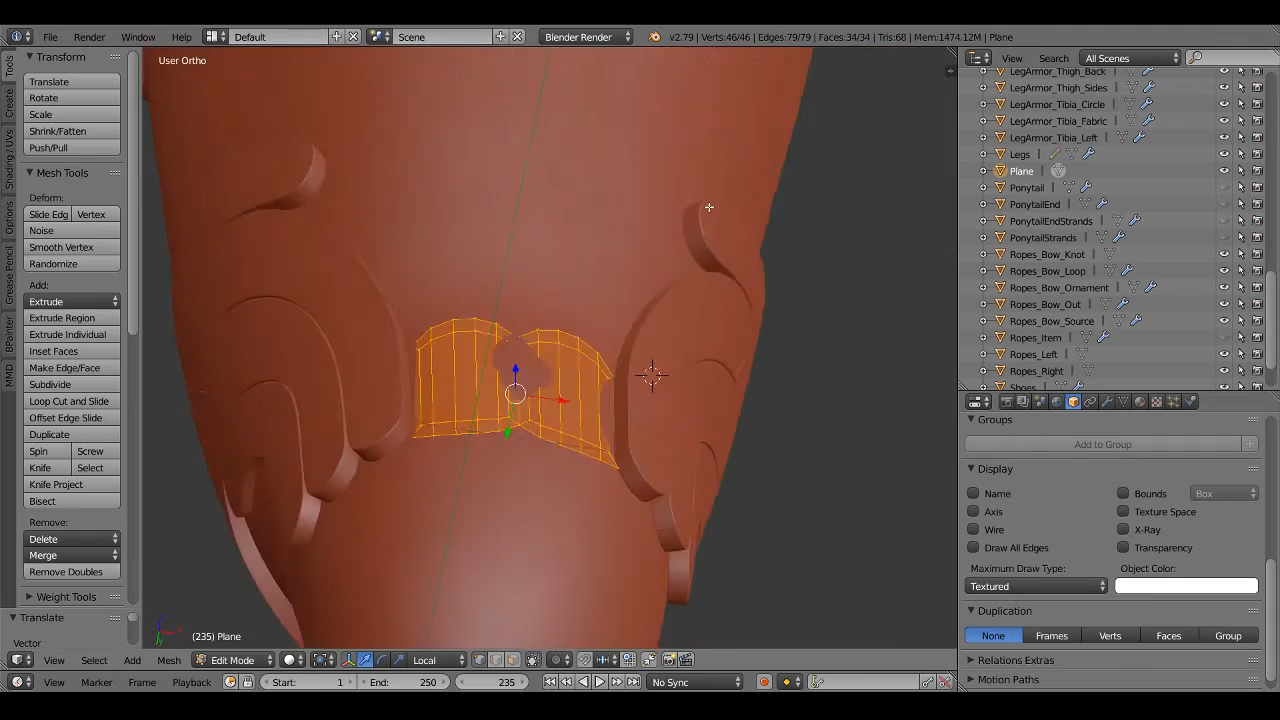 File Render Window Help Default Scene Blender Render v2.79 | Verts:46/46 | Edges:79/79 | Faces:34/34 | Tris:68 | Mem:1474.12M | Plane
Transform
Translate
Rotate
Scale
Shrink/Fatten
Push/Pull
Mesh Tools
Deform:
Slide Edg Vertex
Noise
Smooth Vertex
Randomize
Add:
Extrude
Extrude Region
Extrude Individual
Inset Faces
Make Edge/Face
Subdivide
Loop Cut and Slide
Offset Edge Slide
Duplicate
Spin Screw
Knife Select
Knife Project
Bisect
Remove:
Delete
Merge
Remove Doubles
Weight Tools
Translate
Vector
Tools
Create
Shading / UVs
Options
Grease Pencil
BPainter
MMD
User Ortho
(235) Plane
View Search All Scenes
LegArmor_Thigh_Back
LegArmor_Thigh_Sides
LegArmor_Tibia_Circle
LegArmor_Tibia_Fabric
LegArmor_Tibia_Left
Legs
Plane
Ponytail
PonytailEnd
PonytailEndStrands
PonytailStrands
Ropes_Bow_Knot
Ropes_Bow_Loop
Ropes_Bow_Ornament
Ropes_Bow_Out
Ropes_Bow_Source
Ropes_Item
Ropes_Left
Ropes_Right
Shoes
Groups
Add to Group
Display
Name Bounds Box
Axis Texture Space
Wire X-Ray
Draw All Edges Transparency
Maximum Draw Type: Object Color:
Textured
Duplication
None Frames Verts Faces Group
Relations Extras
Motion Paths
View Select Add Mesh Edit Mode Local
View Marker Frame Playback Start: 1 End: 250 235 No Sync